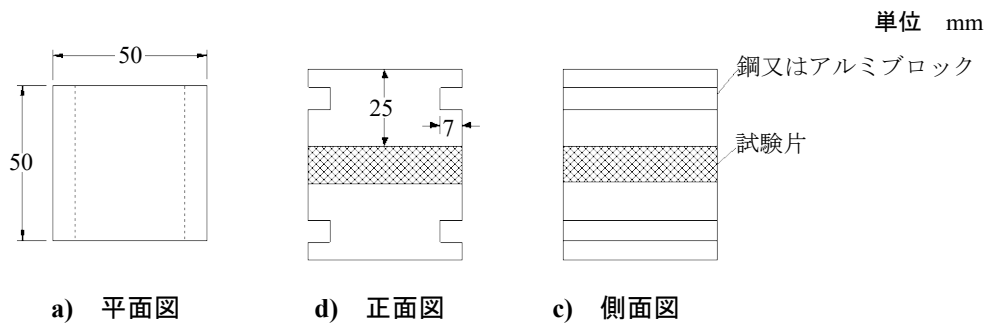 単位 mm
50
50
25
7
鋼又はアルミブロック
試験片
a) 平面図
d) 正面図
c) 側面図